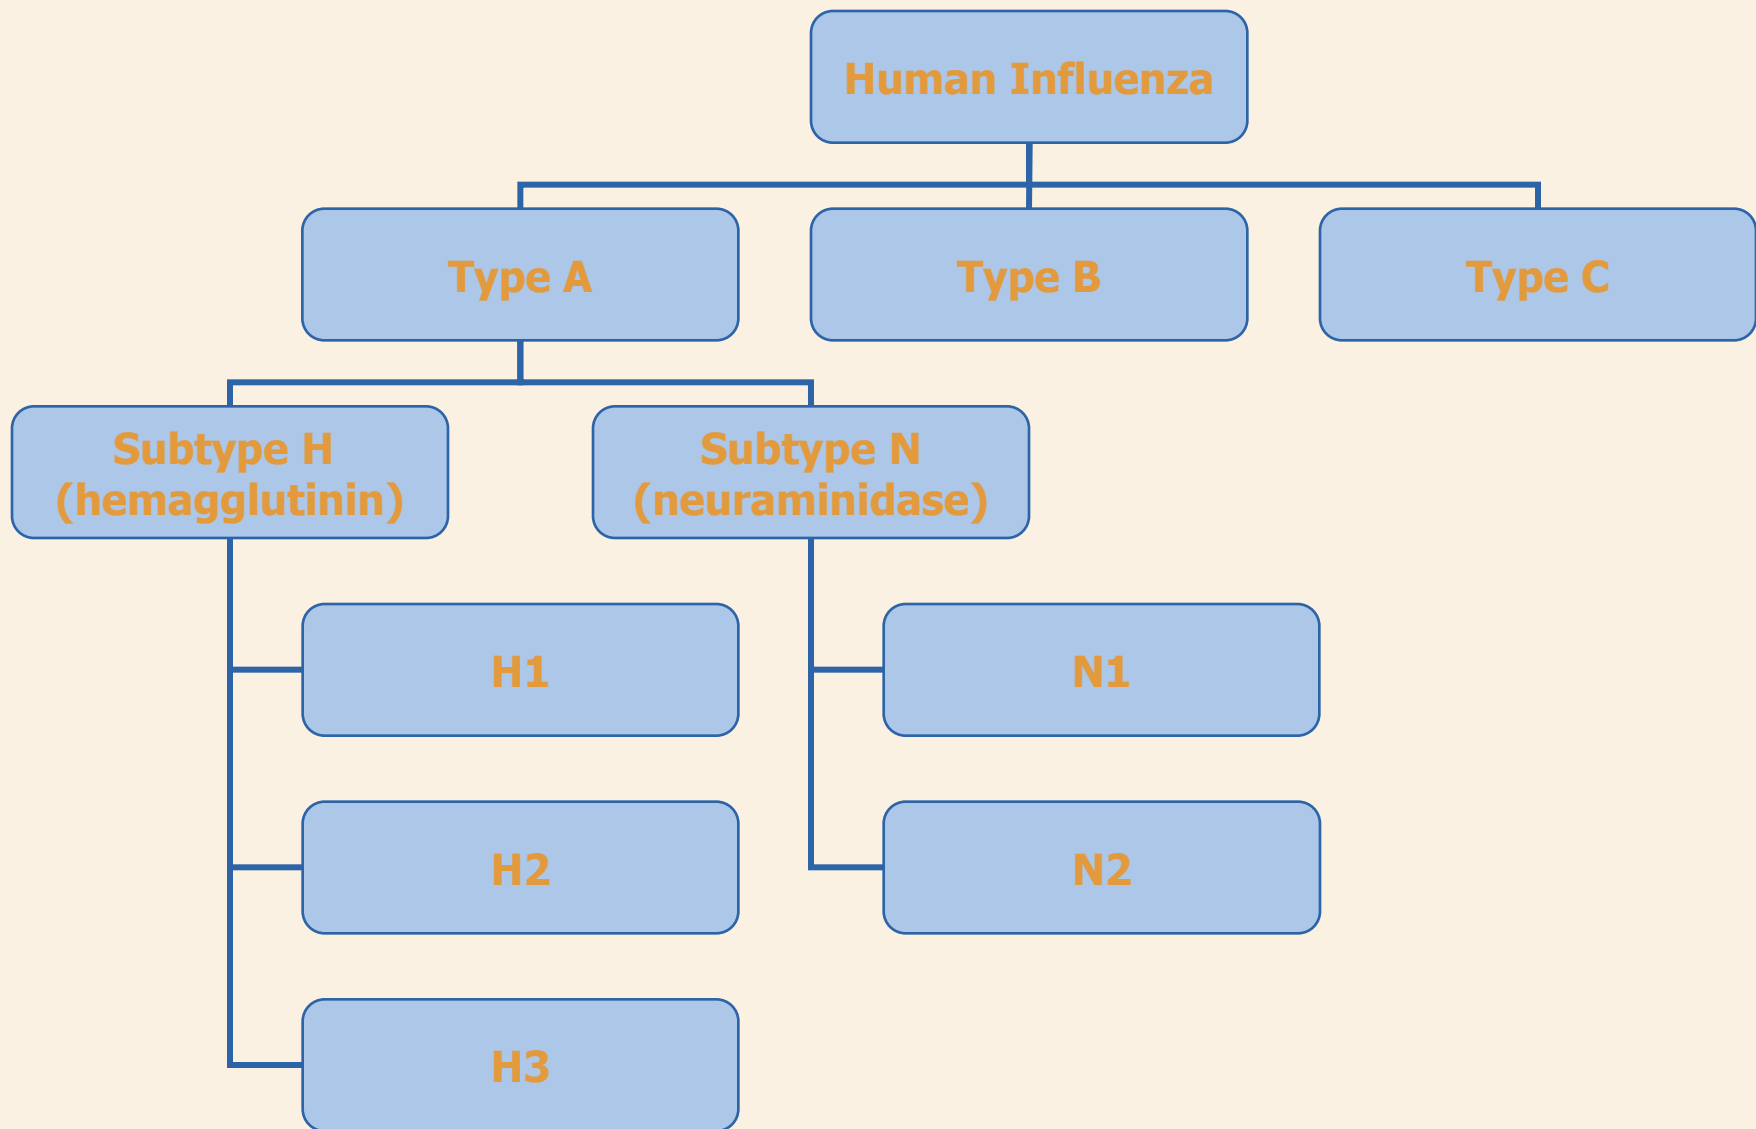 Human Influenza
Type A
Type B
Type C
Subtype H
(hemagglutinin)
Subtype N
(neuraminidase)
H1
N1
H2
N2
H3